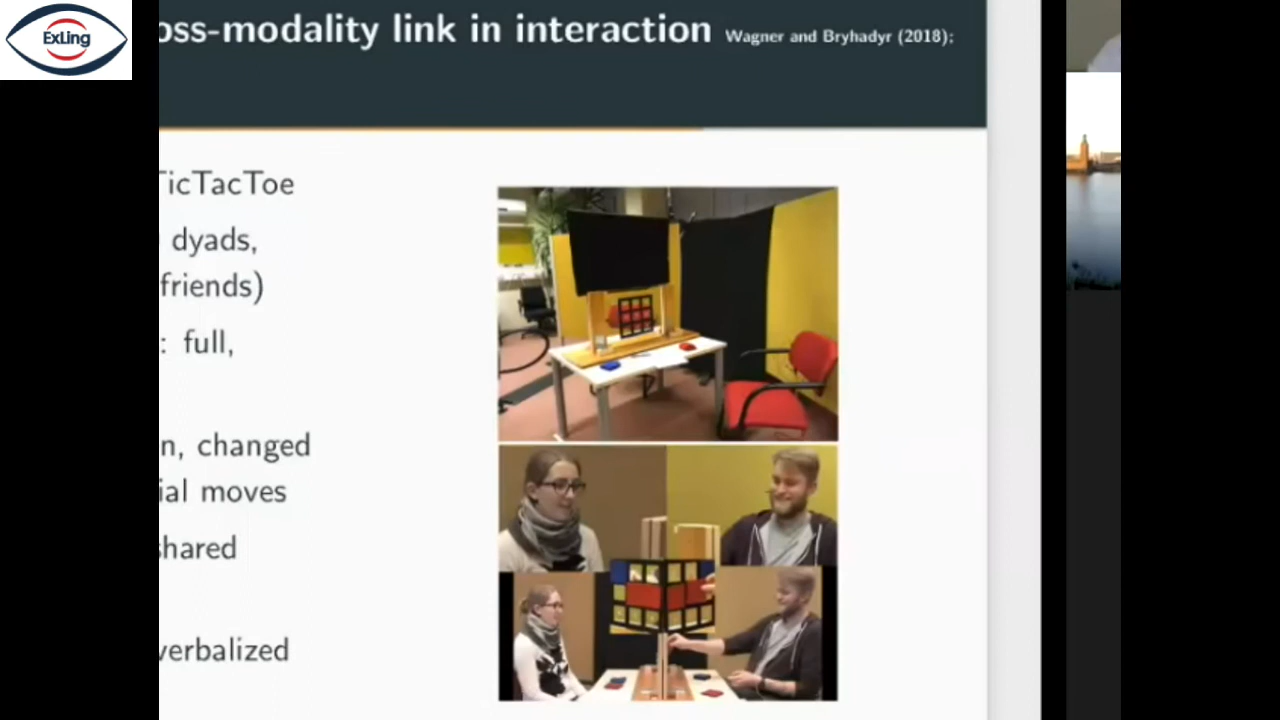 ExLing
oss-modality link in interaction Wagner and Bryhadyr (2018);
TicTacToe
dyads,
friends)
: full,
n, changed
ial moves
shared
verbalized